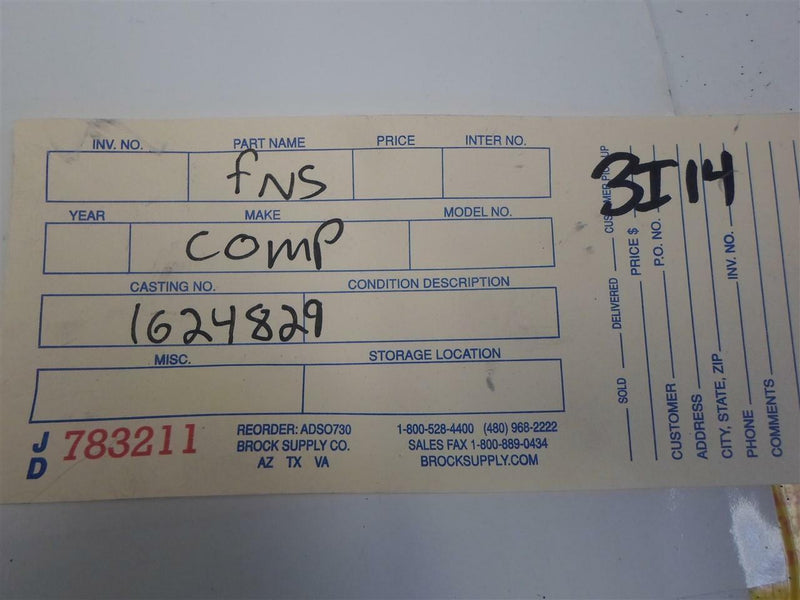 INV. NO. PART NAME PRICE INTER NO.
fNS
YEAR MAKE MODEL NO.
COMP
CASTING NO. CONDITION DESCRIPTION
1624829
MISC. STORAGE LOCATION
JD 783211
REORDER: ADSO730 1-800-528-4400 (480) 968-2222
BROCK SUPPLY CO. SALES FAX 1-800-889-0434
AZ TX VA BROCKSUPPLY.COM
3I14
SOLD DELIVERED CUSTOMER PICKUP
PRICE $
P.O. NO.
CUSTOMER
ADDRESS
CITY, STATE, ZIP INV. NO.
PHONE
COMMENTS